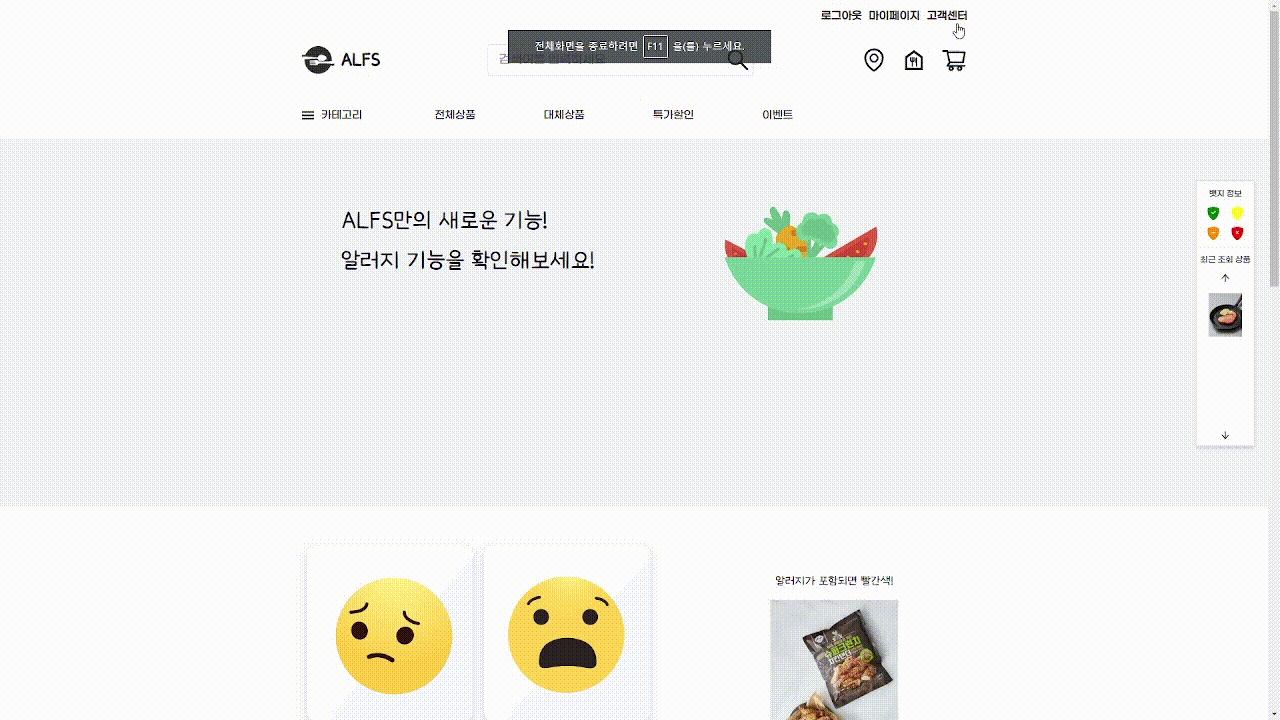 로그아웃 마이페이지 고객센터
전체화면을 종료하려면 F11 을(를) 누르세요.
ALFS
카테고리 전체상품 대체상품 특가할인 이벤트
뱃지 정보
ALFS만의 새로운 기능!
알러지 기능을 확인해보세요!
최근 조회 상품
알러지가 포함되면 빨간색!